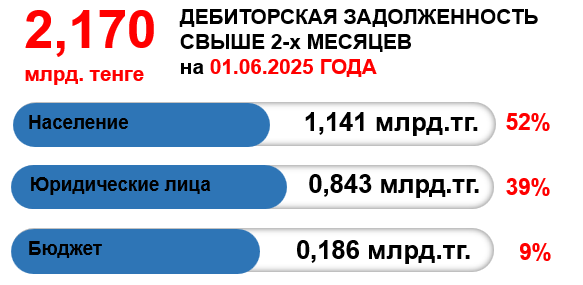 2,170
млрд. тенге
ДЕБИТОРСКАЯ ЗАДОЛЖЕННОСТЬ
СВЫШЕ 2-х МЕСЯЦЕВ
на 01.06.2025 ГОДА
Население 1,141 млрд.тг. 52%
Юридические лица 0,843 млрд.тг. 39%
Бюджет 0,186 млрд.тг. 9%